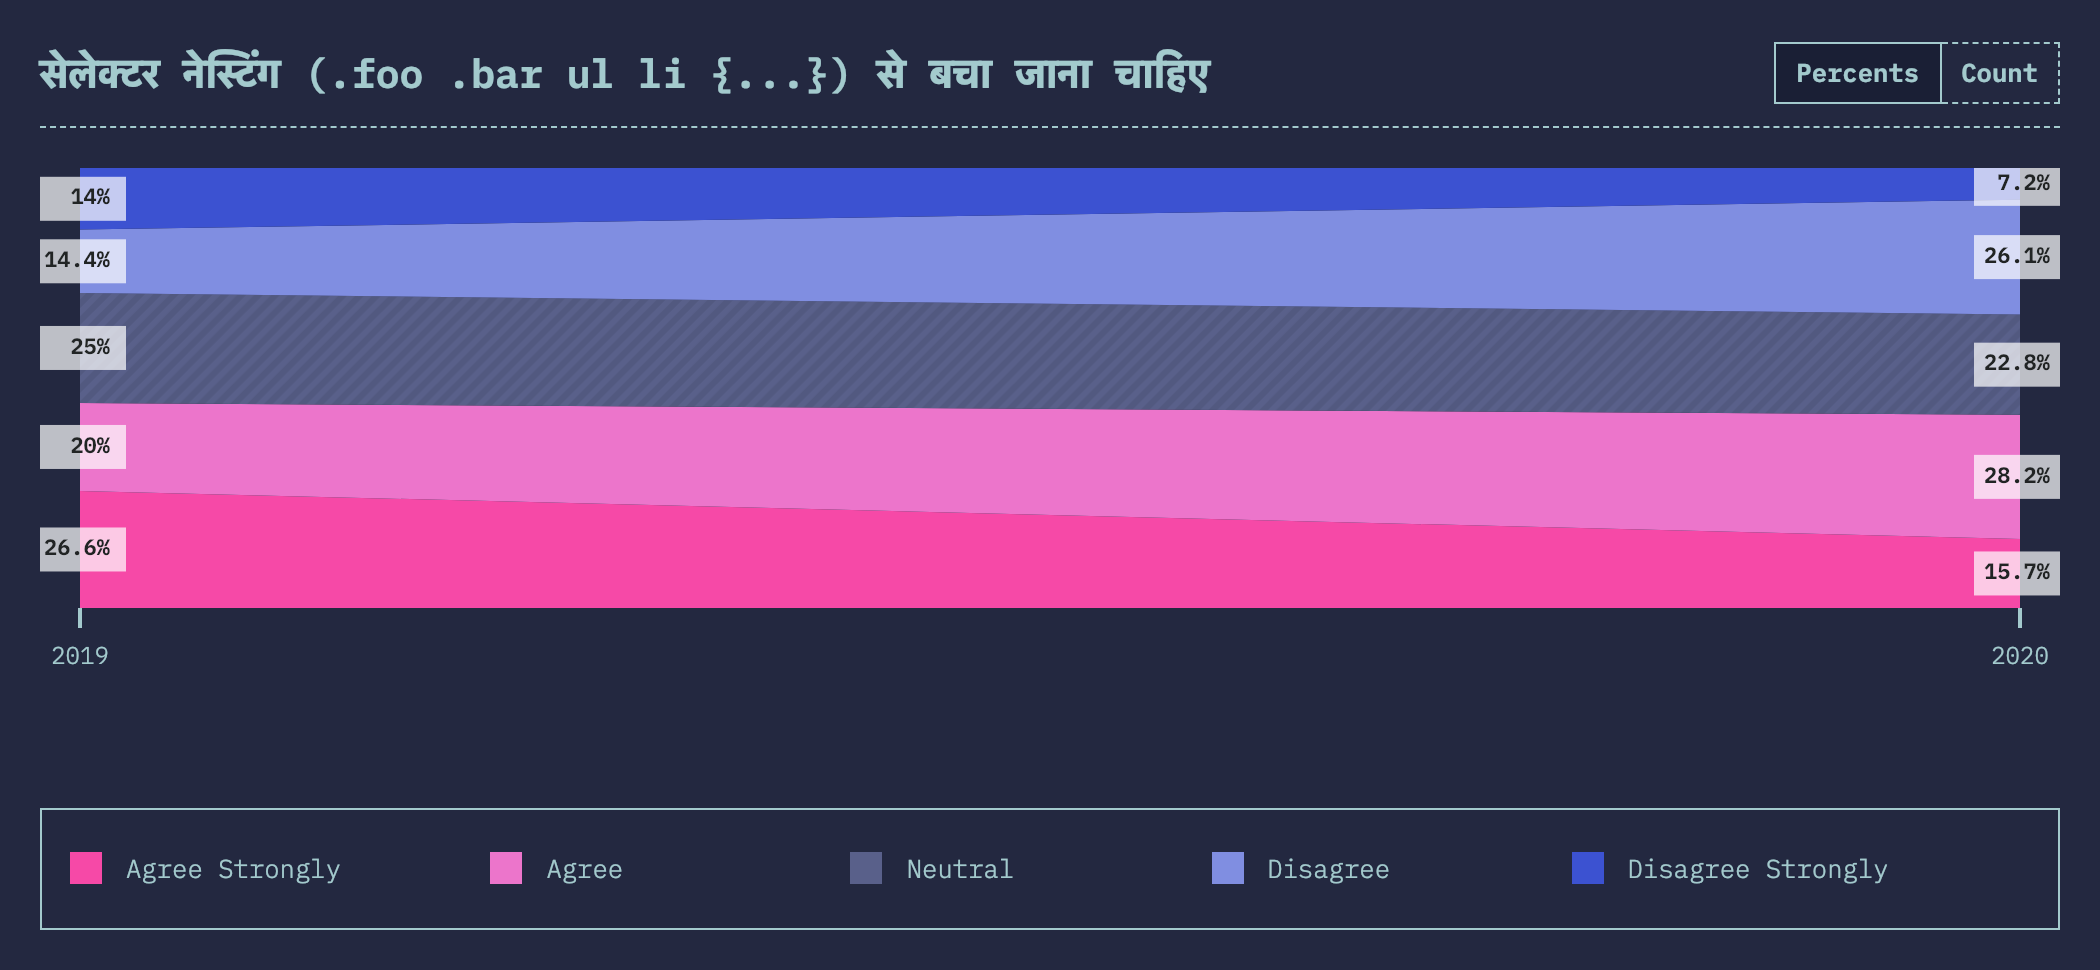 सेलेक्टर नेस्टिंग (.foo .bar ul li {...}) से बचा जाना चाहिए
Percents Count
14% 7.2%
14.4% 26.1%
25% 22.8%
20% 28.2%
26.6% 15.7%
2019 2020
Agree Strongly Agree Neutral Disagree Disagree Strongly